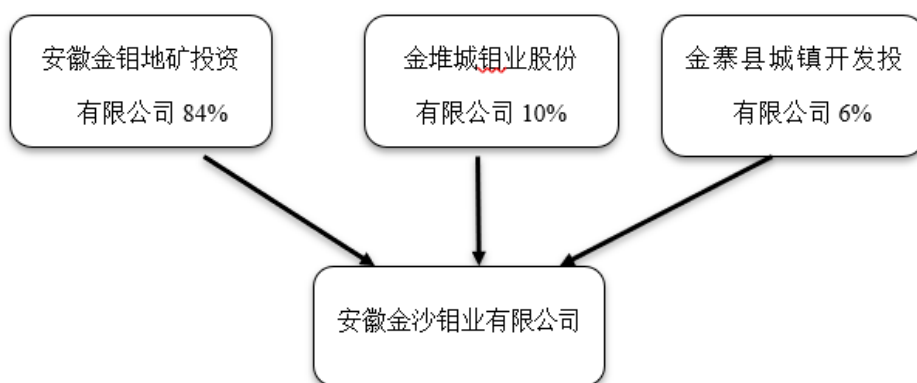 安徽金钼地矿投资
有限公司 84%
金堆城钼业股份
有限公司 10%
金寨县城镇开发投
有限公司 6%
安徽金沙钼业有限公司